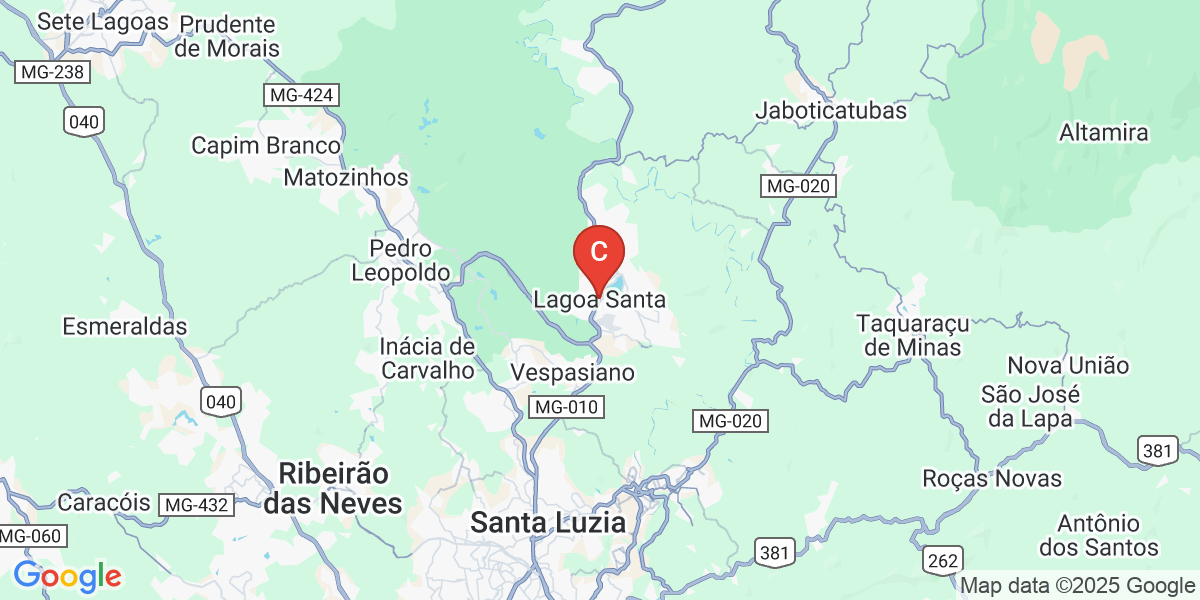 Sete Lagoas
Prudente
de Morais
MG-238
MG-424
040
Jaboticatubas
Altamira
Capim Branco
Matozinhos
MG-020
Pedro
Leopoldo
C
Lagoa Santa
Esmeraldas
Inácia de
Carvalho
Vespasiano
Taquaraçu
de Minas
Nova União
São José
da Lapa
040
MG-010
MG-020
381
Ribeirão
das Neves
Roças Novas
Caracóis
MG-432
Santa Luzia
MG-060
Antônio
dos Santos
381
262
Google
Map data ©2025 Google